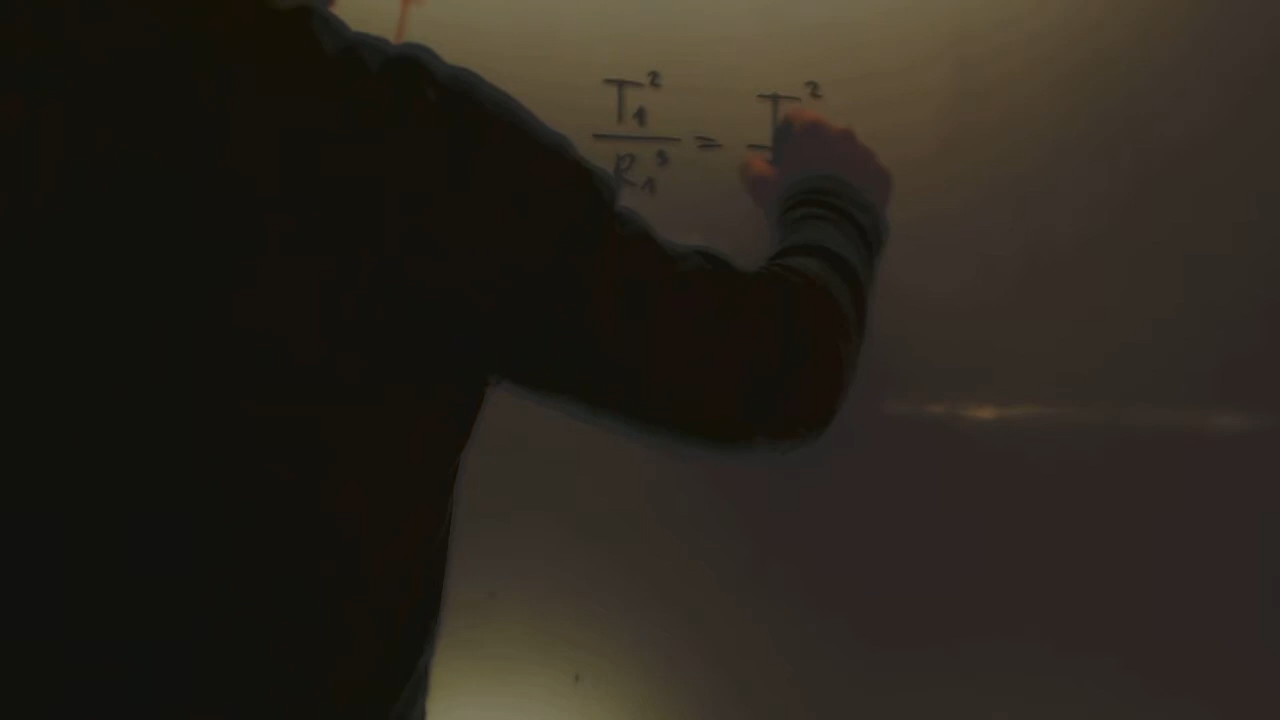 T₁² / R₁³ = T²